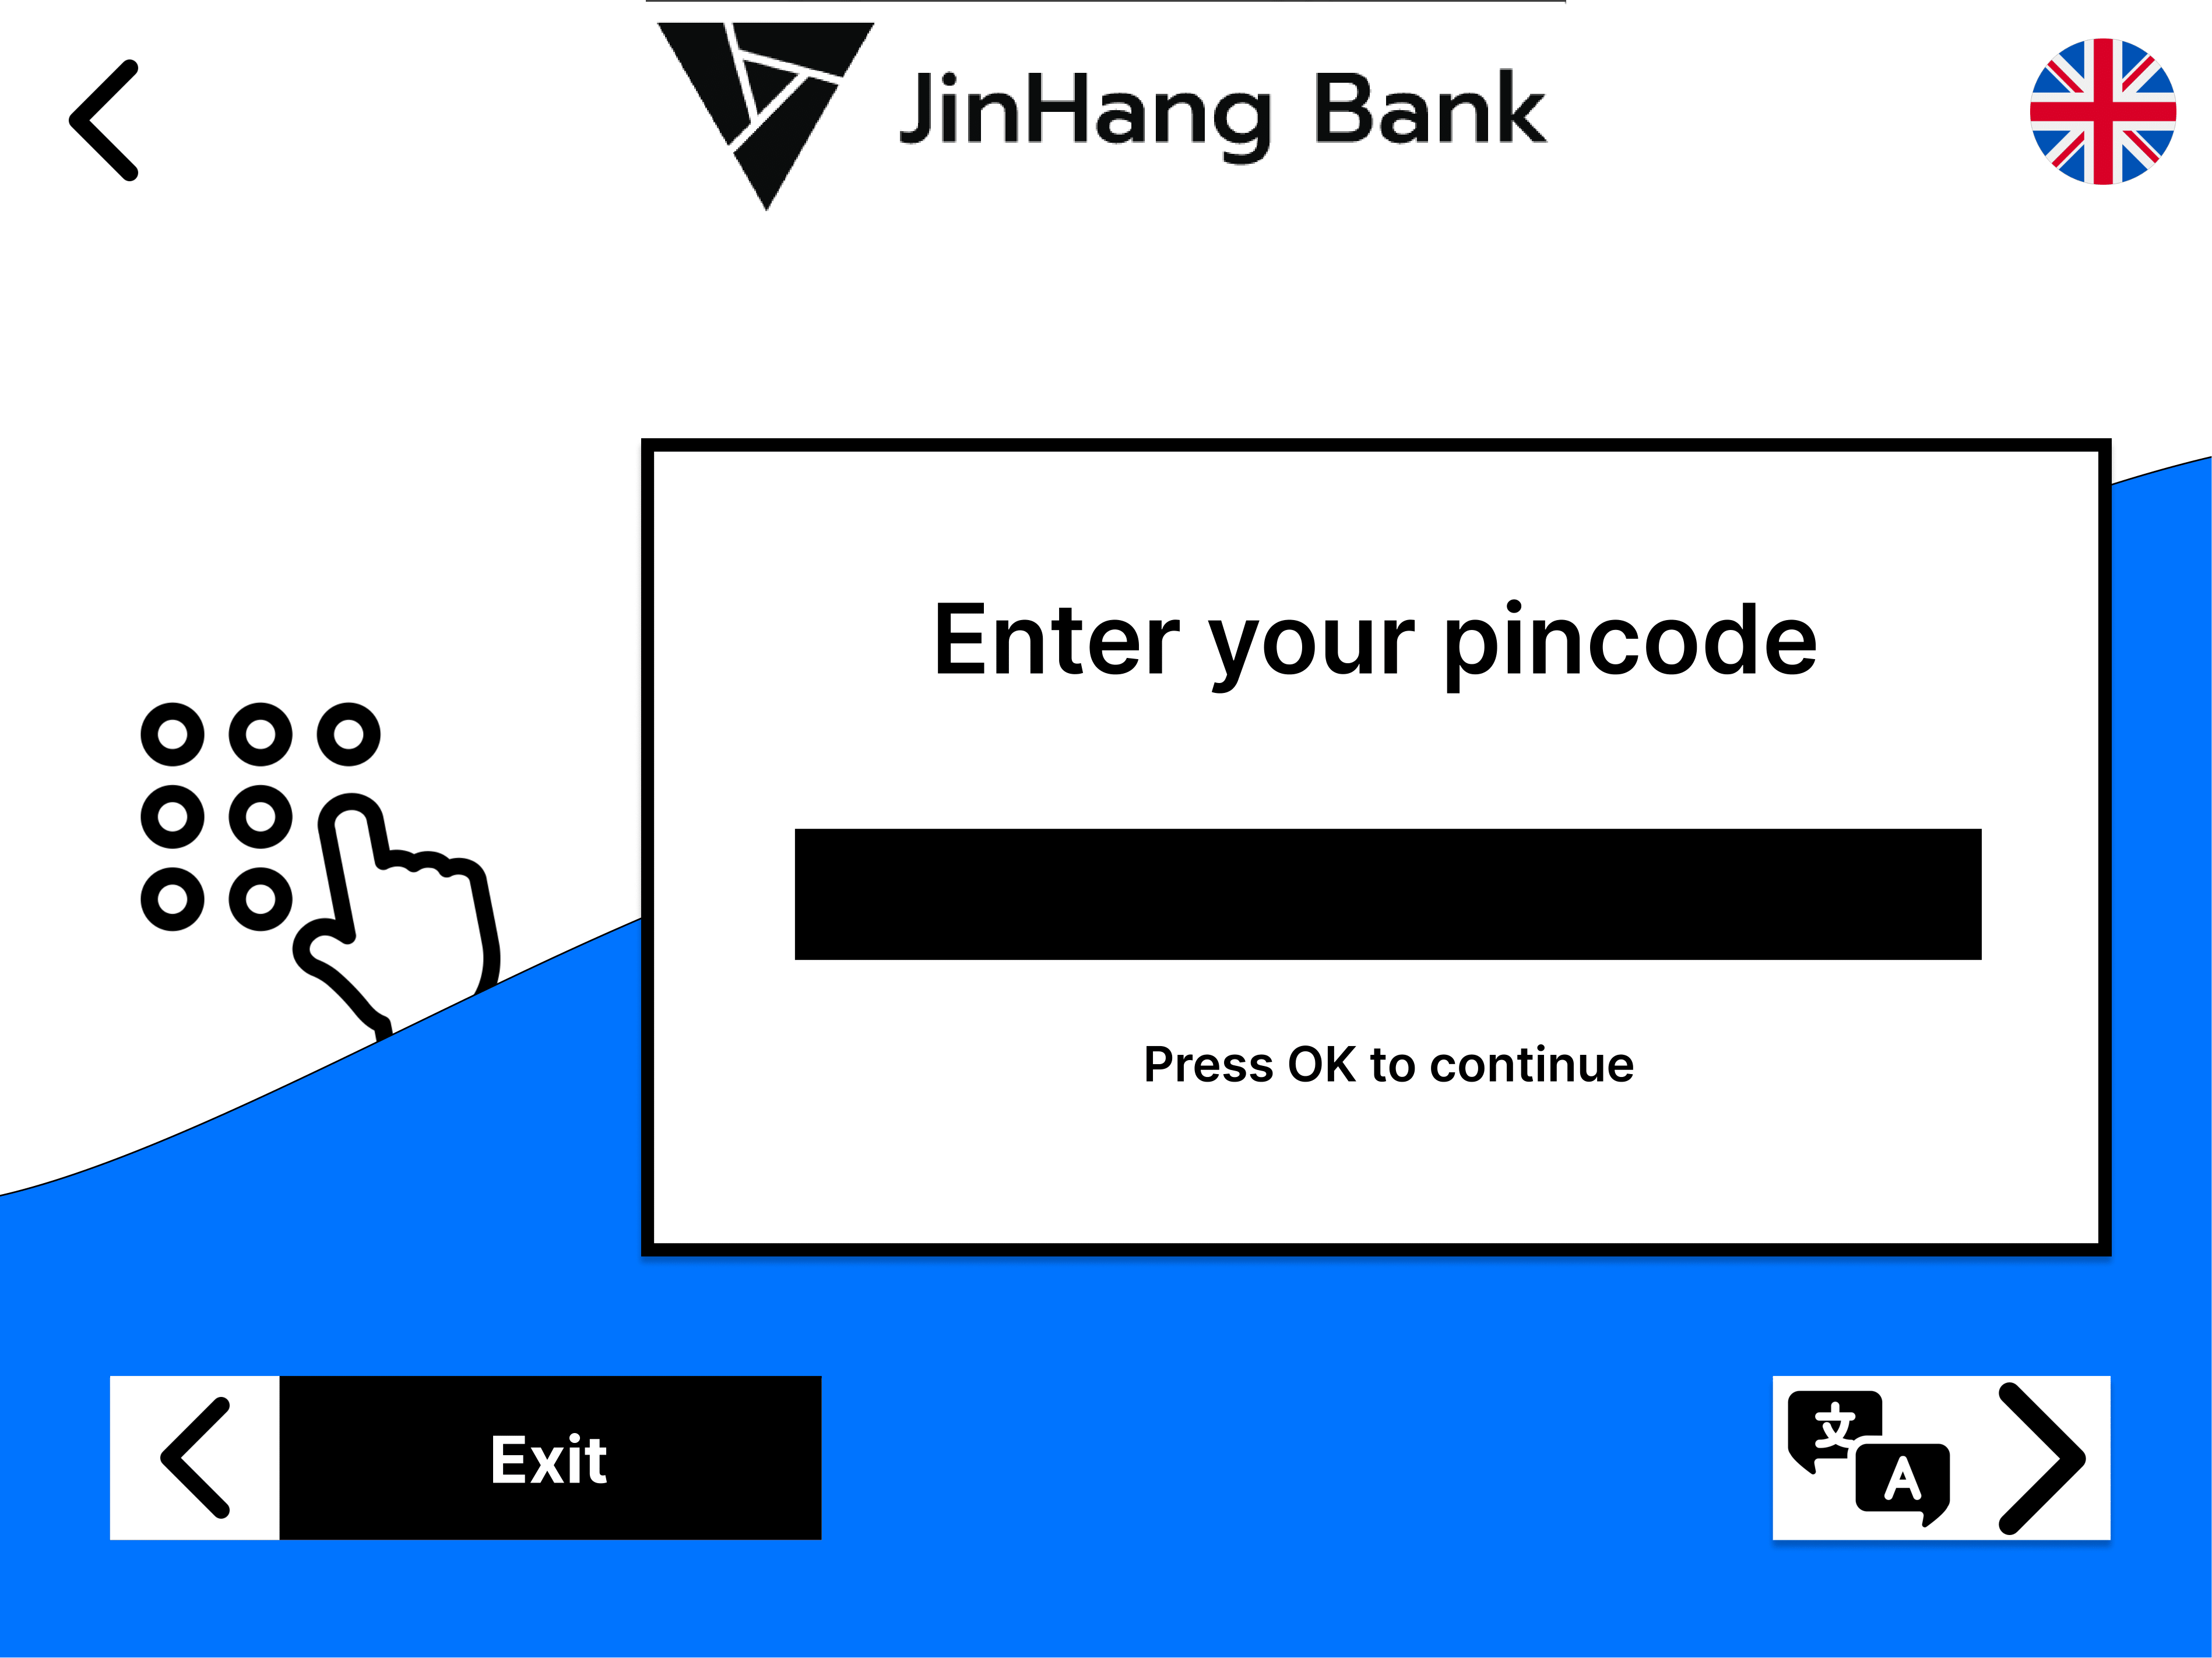 JinHang Bank
Enter your pincode
Press OK to continue
Exit
文
A